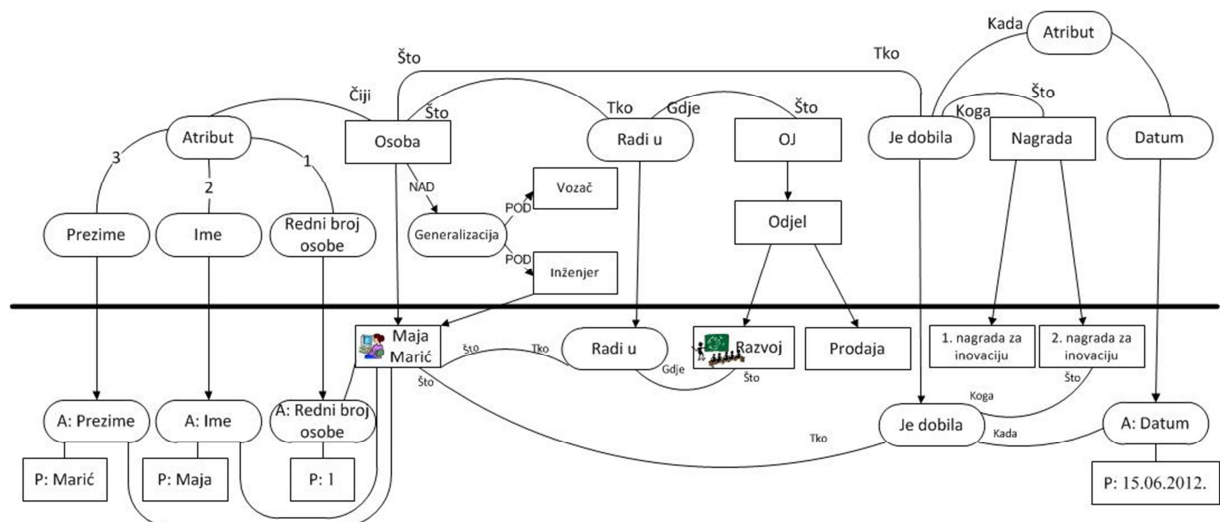 Kada
Atribut
Što
Tko
Čiji
Što
Tko
Gdje
Što
Koga
Što
Atribut
Osoba
Radi u
OJ
Je dobila
Nagrada
Datum
3
2
1
NAD
POD
Vozač
Prezime
Ime
Redni broj
osobe
Generalizacija
Odjel
POD
Inženjer
Maja
Marić
Što
Tko
Radi u
Razvoj
Prodaja
1. nagrada za
inovaciju
2. nagrada za
inovaciju
Gdje
Što
Što
Što
Koga
A: Prezime
A: Ime
A: Redni broj
osobe
Je dobila
A: Datum
Tko
Kada
P: Marić
P: Maja
P: 1
P: 15.06.2012.